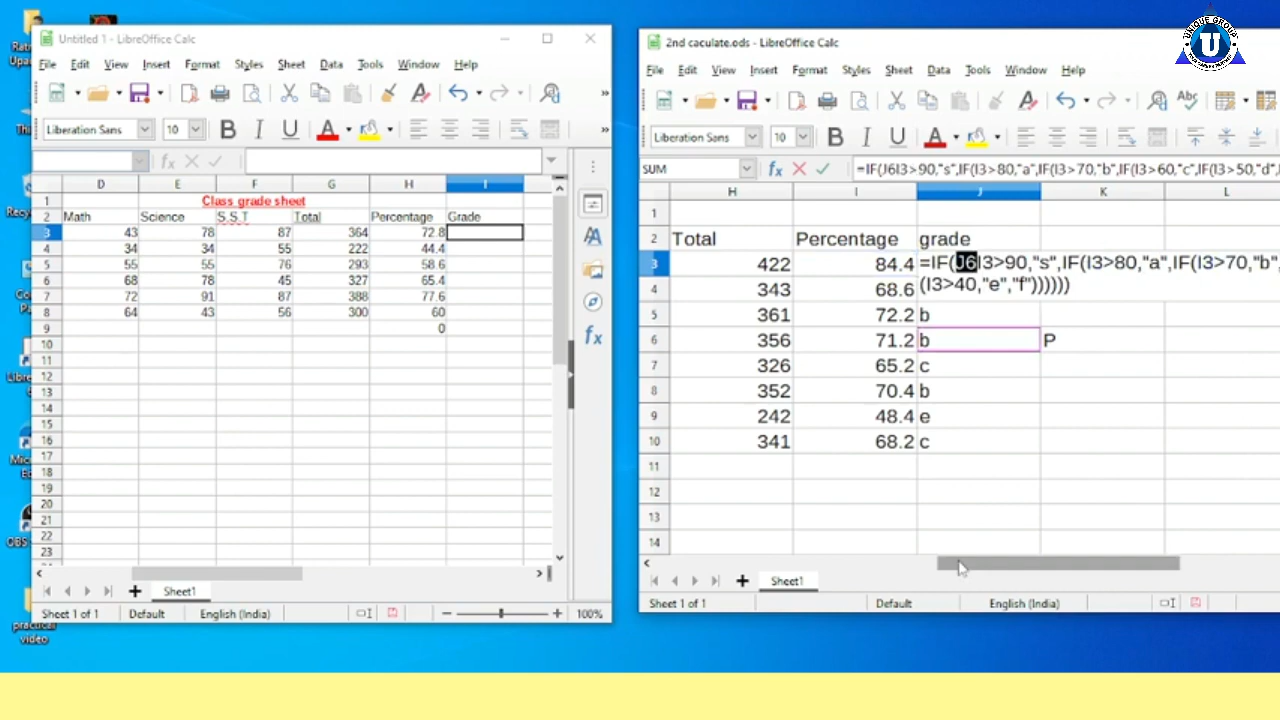 Untitled 1 - LibreOffice Calc
File Edit View Insert Format Styles Sheet Data Tools Window Help
Liberation Sans 10
D E F G H I
1 Class grade sheet
2 Math Science S.S.T Total Percentage Grade
3 43 78 87 364 72.8
4 34 34 55 222 44.4
5 55 55 76 293 58.6
6 68 78 45 327 65.4
7 72 91 87 388 77.6
8 64 43 56 300 60
9 0
10
11
12
13
14
15
16
17
18
19
20
21
22
23
Sheet1
Sheet 1 of 1 Default English (India) 100%
practical
video
2nd caculate.ods - LibreOffice Calc
File Edit View Insert Format Styles Sheet Data Tools Window Help
Liberation Sans 10
SUM =IF(J6I3>90,"s",IF(I3>80,"a",IF(I3>70,"b",IF(I3>60,"c",IF(I3>50,"d",
H I J K L
1
2 Total Percentage grade
3 422 84.4 =IF(J6I3>90,"s",IF(I3>80,"a",IF(I3>70,"b",
4 343 68.6 (I3>40,"e","f"))))))
5 361 72.2 b
6 356 71.2 b P
7 326 65.2 c
8 352 70.4 b
9 242 48.4 e
10 341 68.2 c
11
12
13
14
Sheet1
Sheet 1 of 1 Default English (India)
UNIQUE GROUP
U